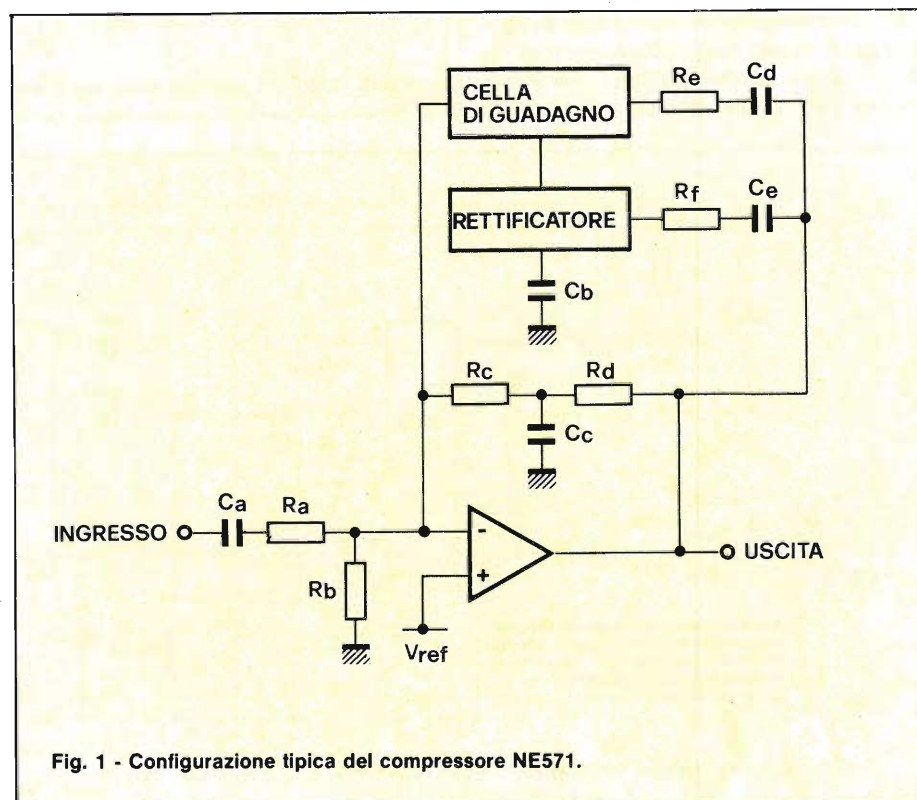 CELLA
DI GUADAGNO
Re
Cd
RETTIFICATORE
Rf
Ce
Cb
Rc
Rd
Cc
Ca
Ra
INGRESSO
-
+
USCITA
Rb
Vref
Fig. 1 - Configurazione tipica del compressore NE571.